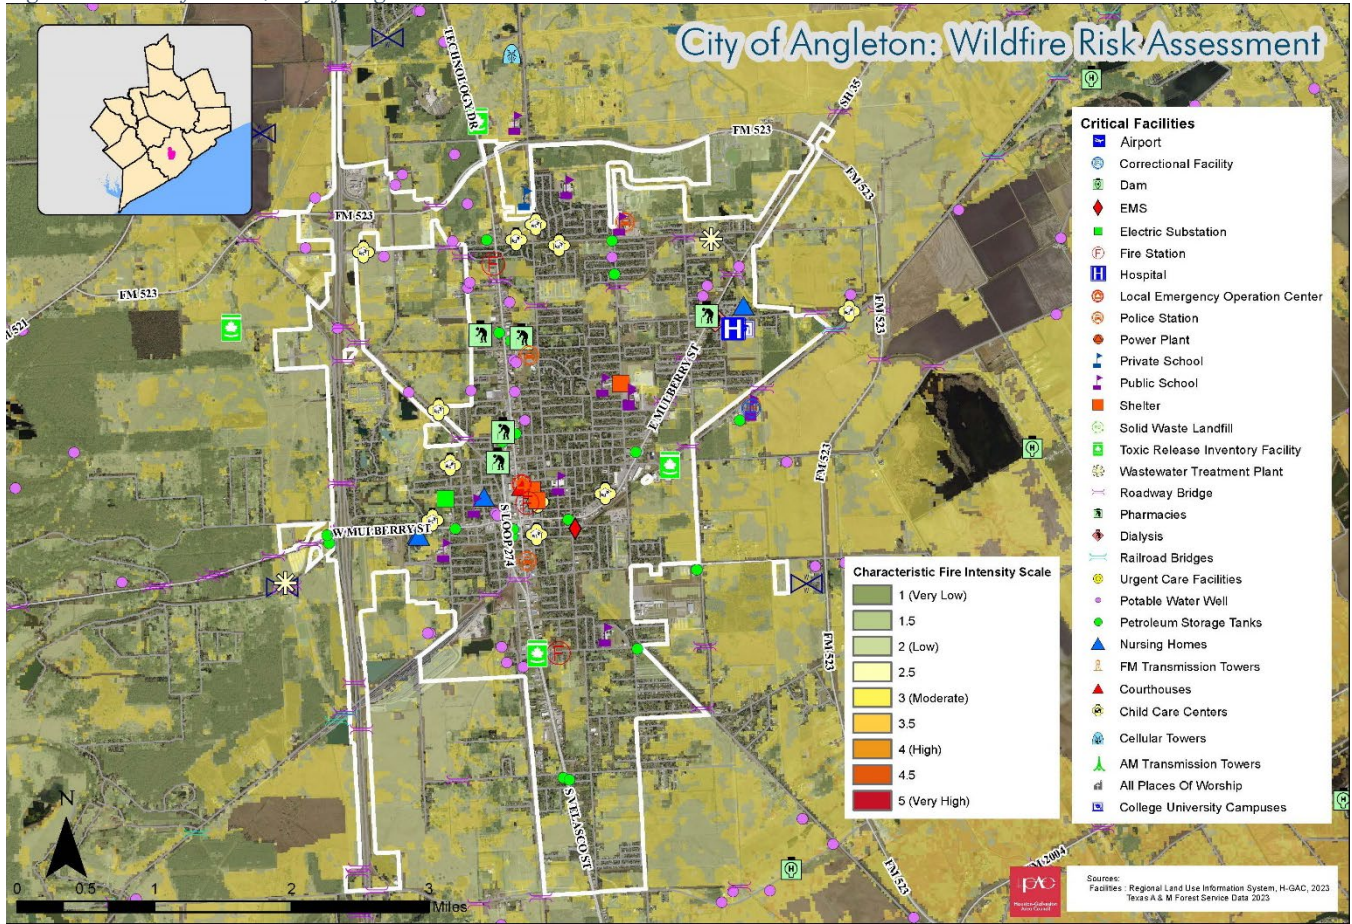 City of Angleton: Wildfire Risk Assessment
TECHNOLOGY DR
SH 35
FM 523
FM 523
FM 523
FM 523
FM 523
FM 523
FM 523
FM 523
E MULBERRY ST
W MULBERRY ST
S LOOP 274
S VELASCO ST
Critical Facilities
Airport
Correctional Facility
Dam
EMS
Electric Substation
Fire Station
Hospital
Local Emergency Operation Center
Police Station
Power Plant
Private School
Public School
Shelter
Solid Waste Landfill
Toxic Release Inventory Facility
Wastewater Treatment Plant
Roadway Bridge
Pharmacies
Dialysis
Railroad Bridges
Urgent Care Facilities
Potable Water Well
Petroleum Storage Tanks
Nursing Homes
FM Transmission Towers
Courthouses
Child Care Centers
Cellular Towers
AM Transmission Towers
All Places Of Worship
College University Campuses
Characteristic Fire Intensity Scale
1 (Very Low)
1.5
2 (Low)
2.5
3 (Moderate)
3.5
4 (High)
4.5
5 (Very High)
N
0 0.5 1 2 3
Miles
Sources:
Facilities : Regional Land Use Information System, H-GAC, 2023
Texas A & M Forest Service Data 2023